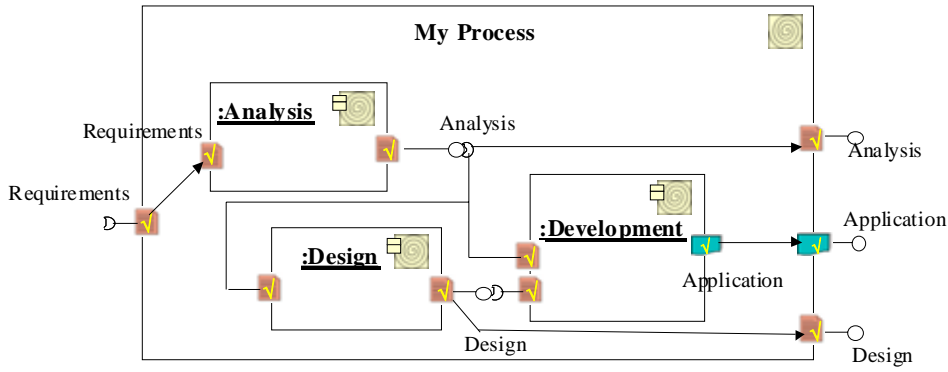 My Process
:Analysis
Requirements
Analysis
Analysis
Requirements
Application
:Development
:Design
Application
Design
Design